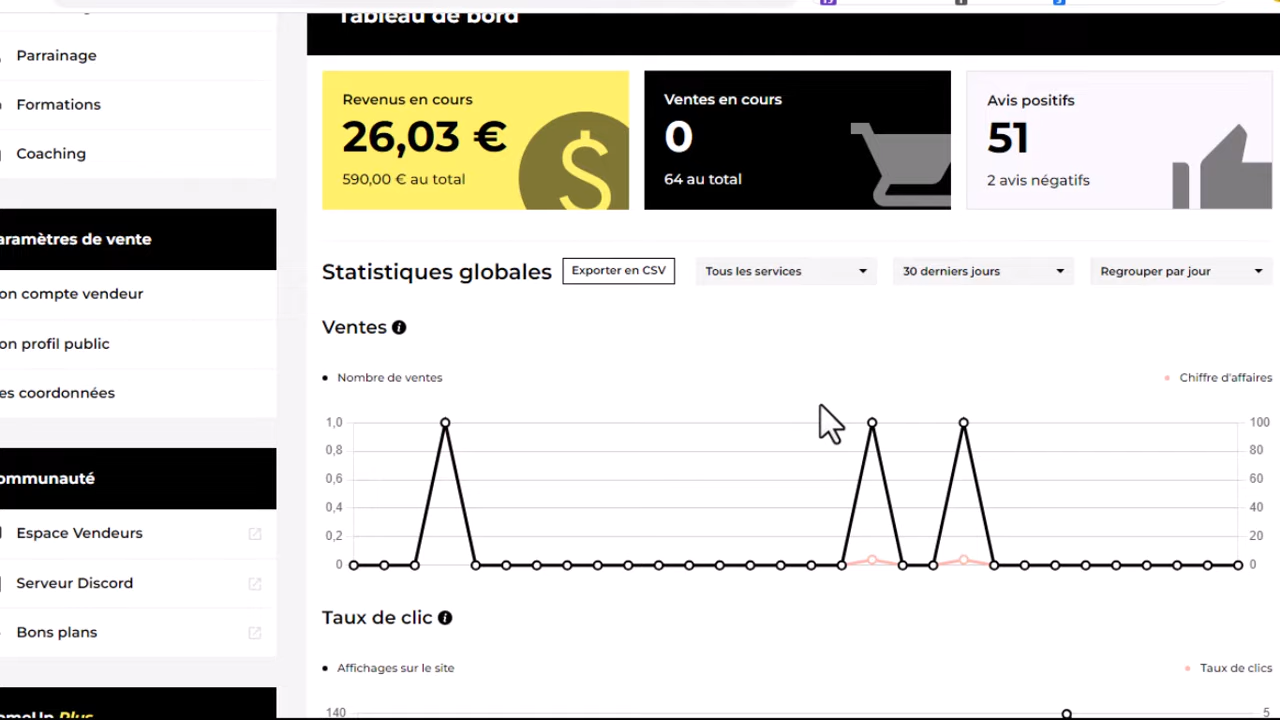 Tableau de bord
Parrainage
Formations
Coaching
aramètres de vente
on compte vendeur
on profil public
es coordonnées
ommunauté
Espace Vendeurs
Serveur Discord
Bons plans
omeUp Plus
Revenus en cours
26,03 €
590,00 € au total
Ventes en cours
0
64 au total
Avis positifs
51
2 avis négatifs
Statistiques globales
Exporter en CSV
Tous les services
30 derniers jours
Regrouper par jour
Ventes
Nombre de ventes
Chiffre d'affaires
1,0
0,8
0,6
0,4
0,2
0
100
80
60
40
20
0
Taux de clic
Affichages sur le site
Taux de clics
140
5